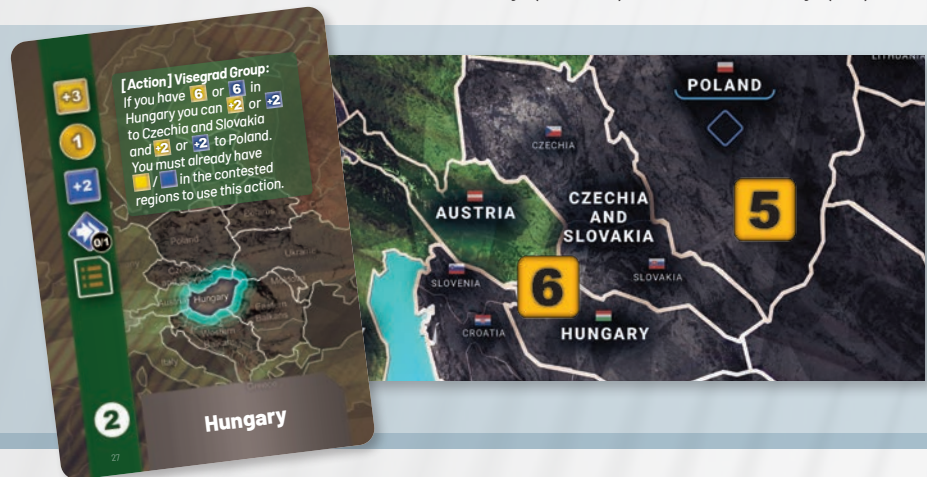 +3
1
+2
0/1
[Action] Visegrad Group:
If you have 6 or 6 in
Hungary you can +2 or +2
to Czechia and Slovakia
and +2 or +2 to Poland.
You must already have
/ in the contested
regions to use this action.
Poland
Hungary
Italy
2
27
Hungary
POLAND
CZECHIA
5
AUSTRIA
CZECHIA
AND
SLOVAKIA
SLOVENIA
6
SLOVAKIA
CROATIA
HUNGARY